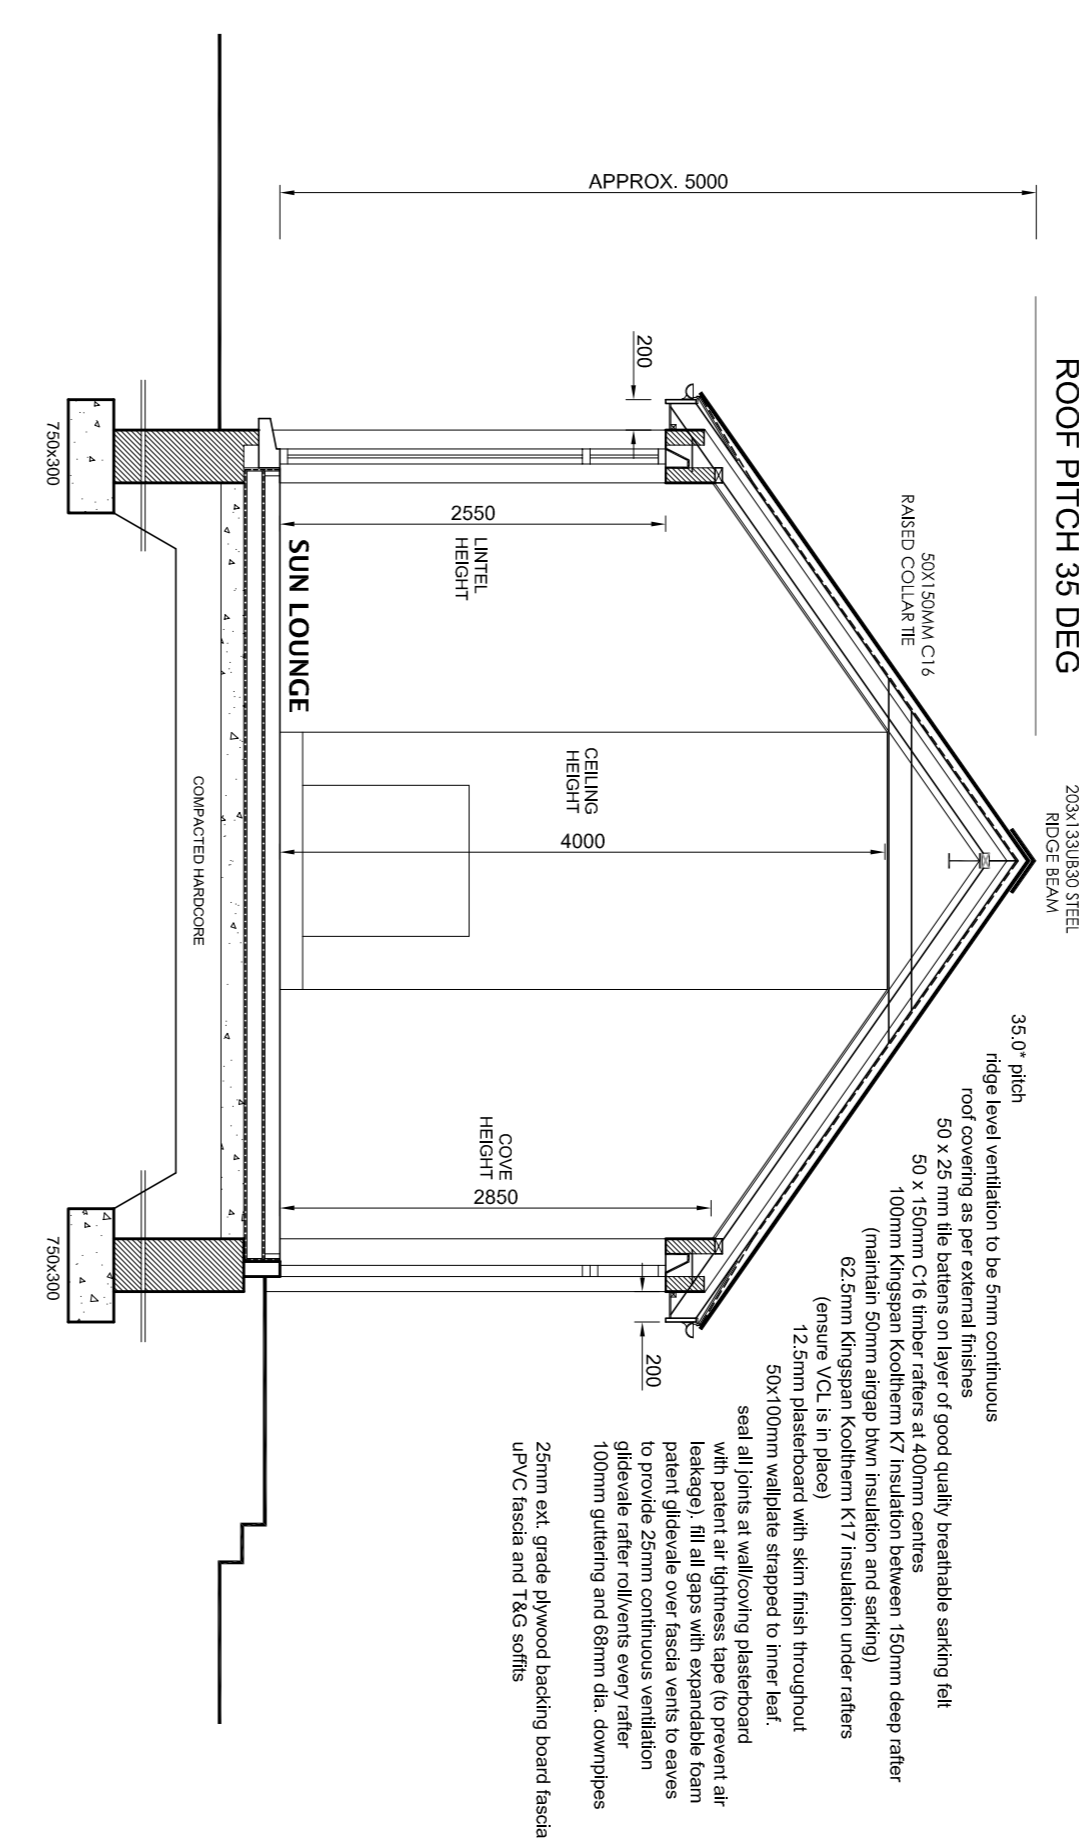 ROOF PITCH 35 DEG
203x133UB30 STEEL
RIDGE BEAM
50X150MM C16
RAISED COLLAR TIE
APPROX. 5000
35.0* pitch
ridge level ventilation to be 5mm continuous
roof covering as per external finishes
50 x 25 mm tile battens on layer of good quality breathable sarking felt
50 x 150mm C16 timber rafters at 400mm centres
100mm Kingspan Kooltherm K7 insulation between 150mm deep rafter
(maintain 50mm airgap btwn insulation and sarking)
62.5mm Kingspan Kooltherm K17 insulation under rafters
(ensure VCL is in place)
12.5mm plasterboard with skim finish throughout
50x100mm wallplate strapped to inner leaf.
seal all joints at wall/coving plasterboard
with patent air tightness tape (to prevent air
leakage). fill all gaps with expandable foam
patent glidevale over fascia vents to eaves
to provide 25mm continuous ventilation
glidevale rafter roll/vents every rafter
100mm guttering and 68mm dia. downpipes
25mm ext. grade plywood backing board fascia
uPVC fascia and T&G soffits
200
200
LINTEL
HEIGHT
2550
CEILING
HEIGHT
4000
COVE
HEIGHT
2850
SUN LOUNGE
COMPACTED HARDCORE
750x300
750x300